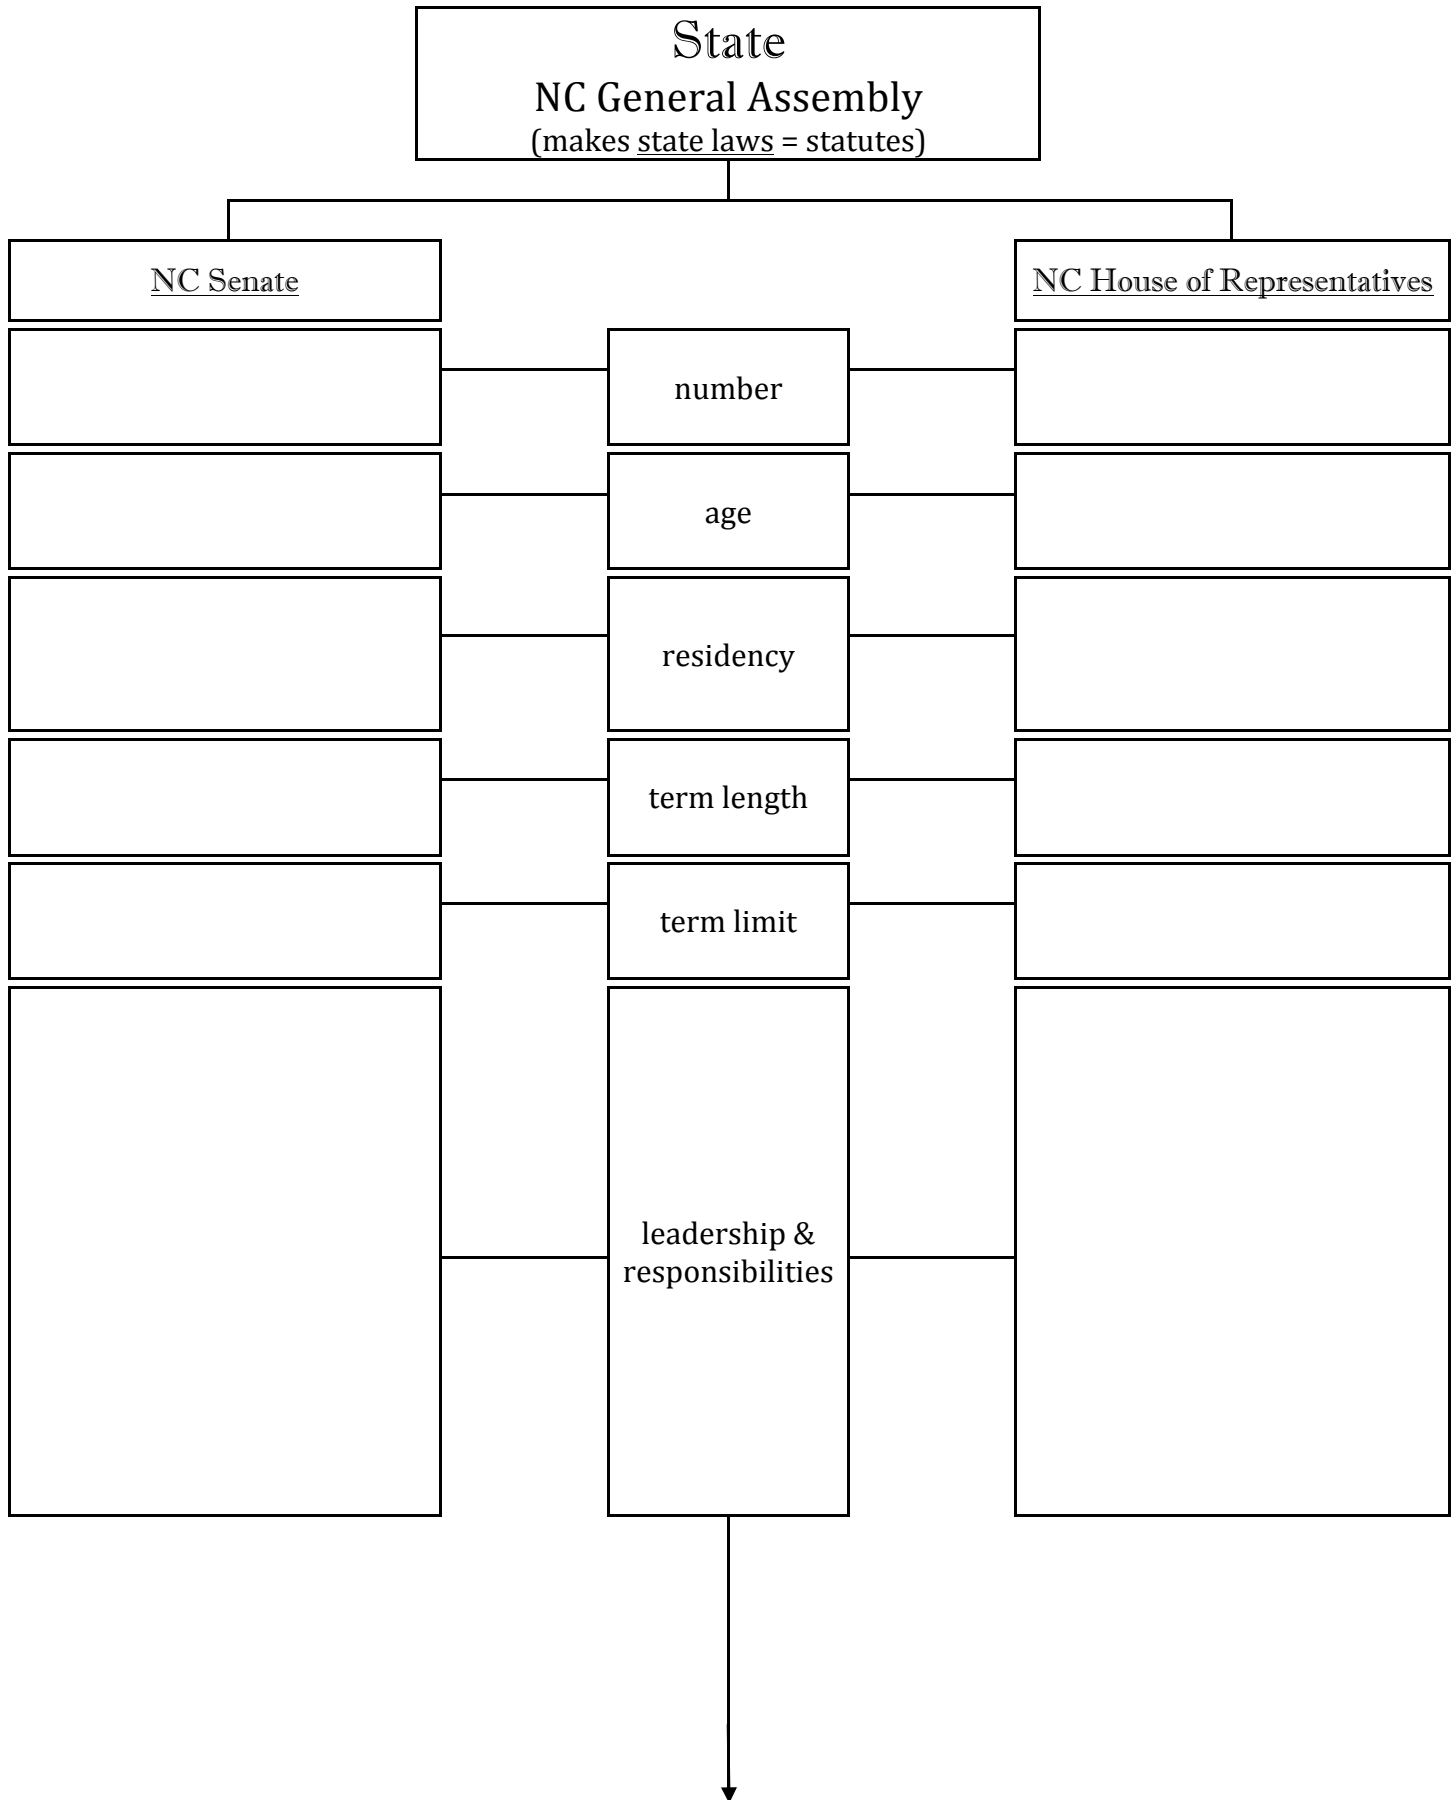 State
NC General Assembly
(makes state laws = statutes)
NC Senate
NC House of Representatives
number
age
residency
term length
term limit
leadership &
responsibilities